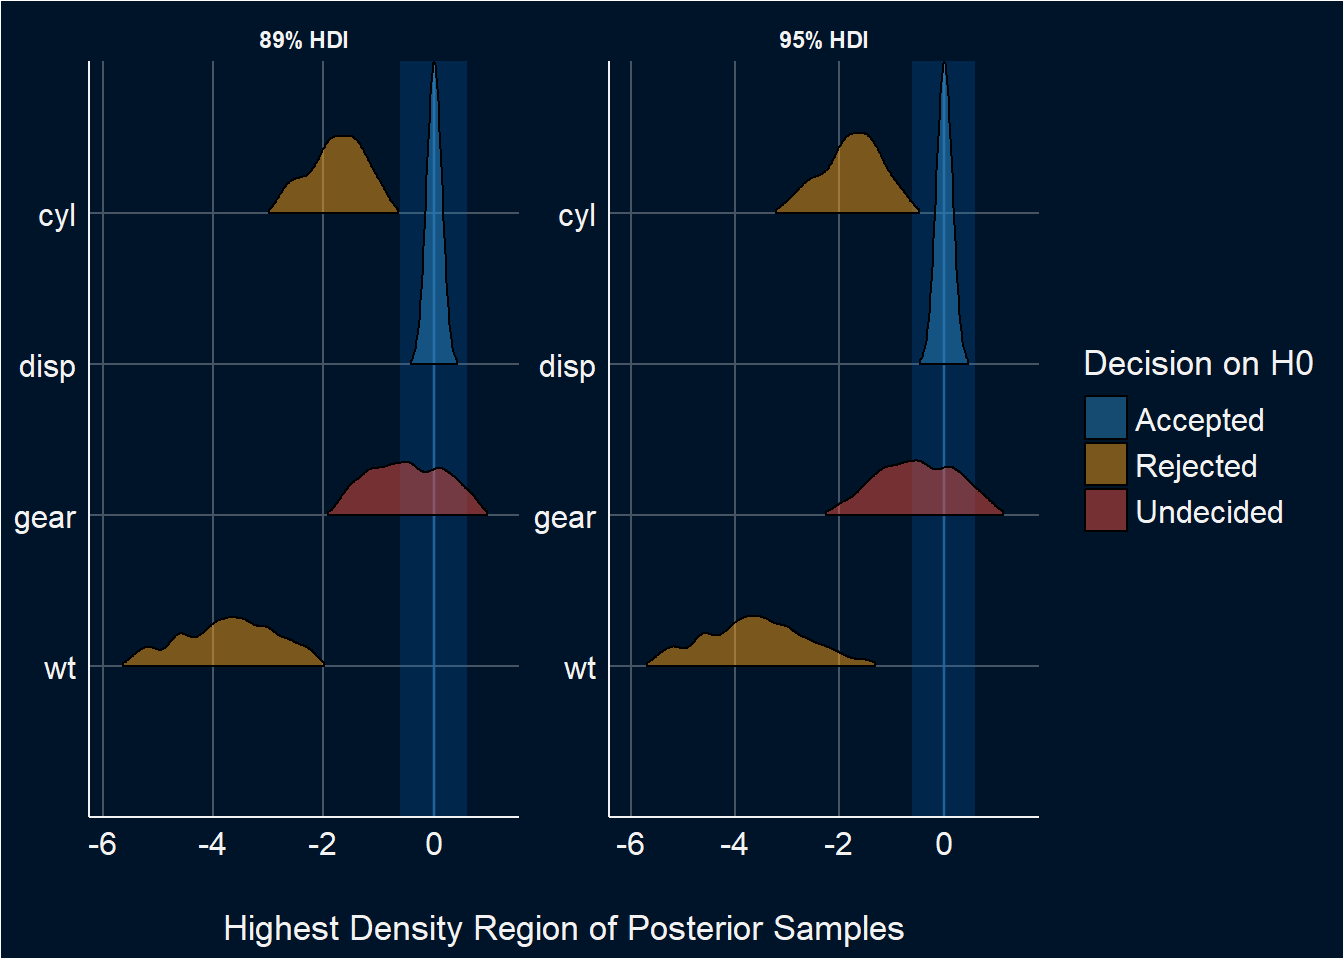 89% HDI
95% HDI
cyl
disp
gear
wt
-6 -4 -2 0
cyl
disp
gear
wt
-6 -4 -2 0
Highest Density Region of Posterior Samples
Decision on H0
Accepted
Rejected
Undecided